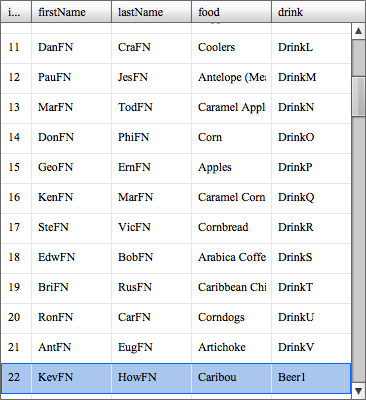 i... firstName lastName food drink
11 DanFN CraFN Coolers DrinkL
12 PauFN JesFN Antelope (Mea DrinkM
13 MarFN TodFN Caramel Appl DrinkN
14 DonFN PhiFN Corn DrinkO
15 GeoFN ErnFN Apples DrinkP
16 KenFN MarFN Caramel Corn DrinkQ
17 SteFN VicFN Cornbread DrinkR
18 EdwFN BobFN Arabica Coffe DrinkS
19 BriFN RusFN Caribbean Chi DrinkT
20 RonFN CarFN Corndogs DrinkU
21 AntFN EugFN Artichoke DrinkV
22 KevFN HowFN Caribou Beer1